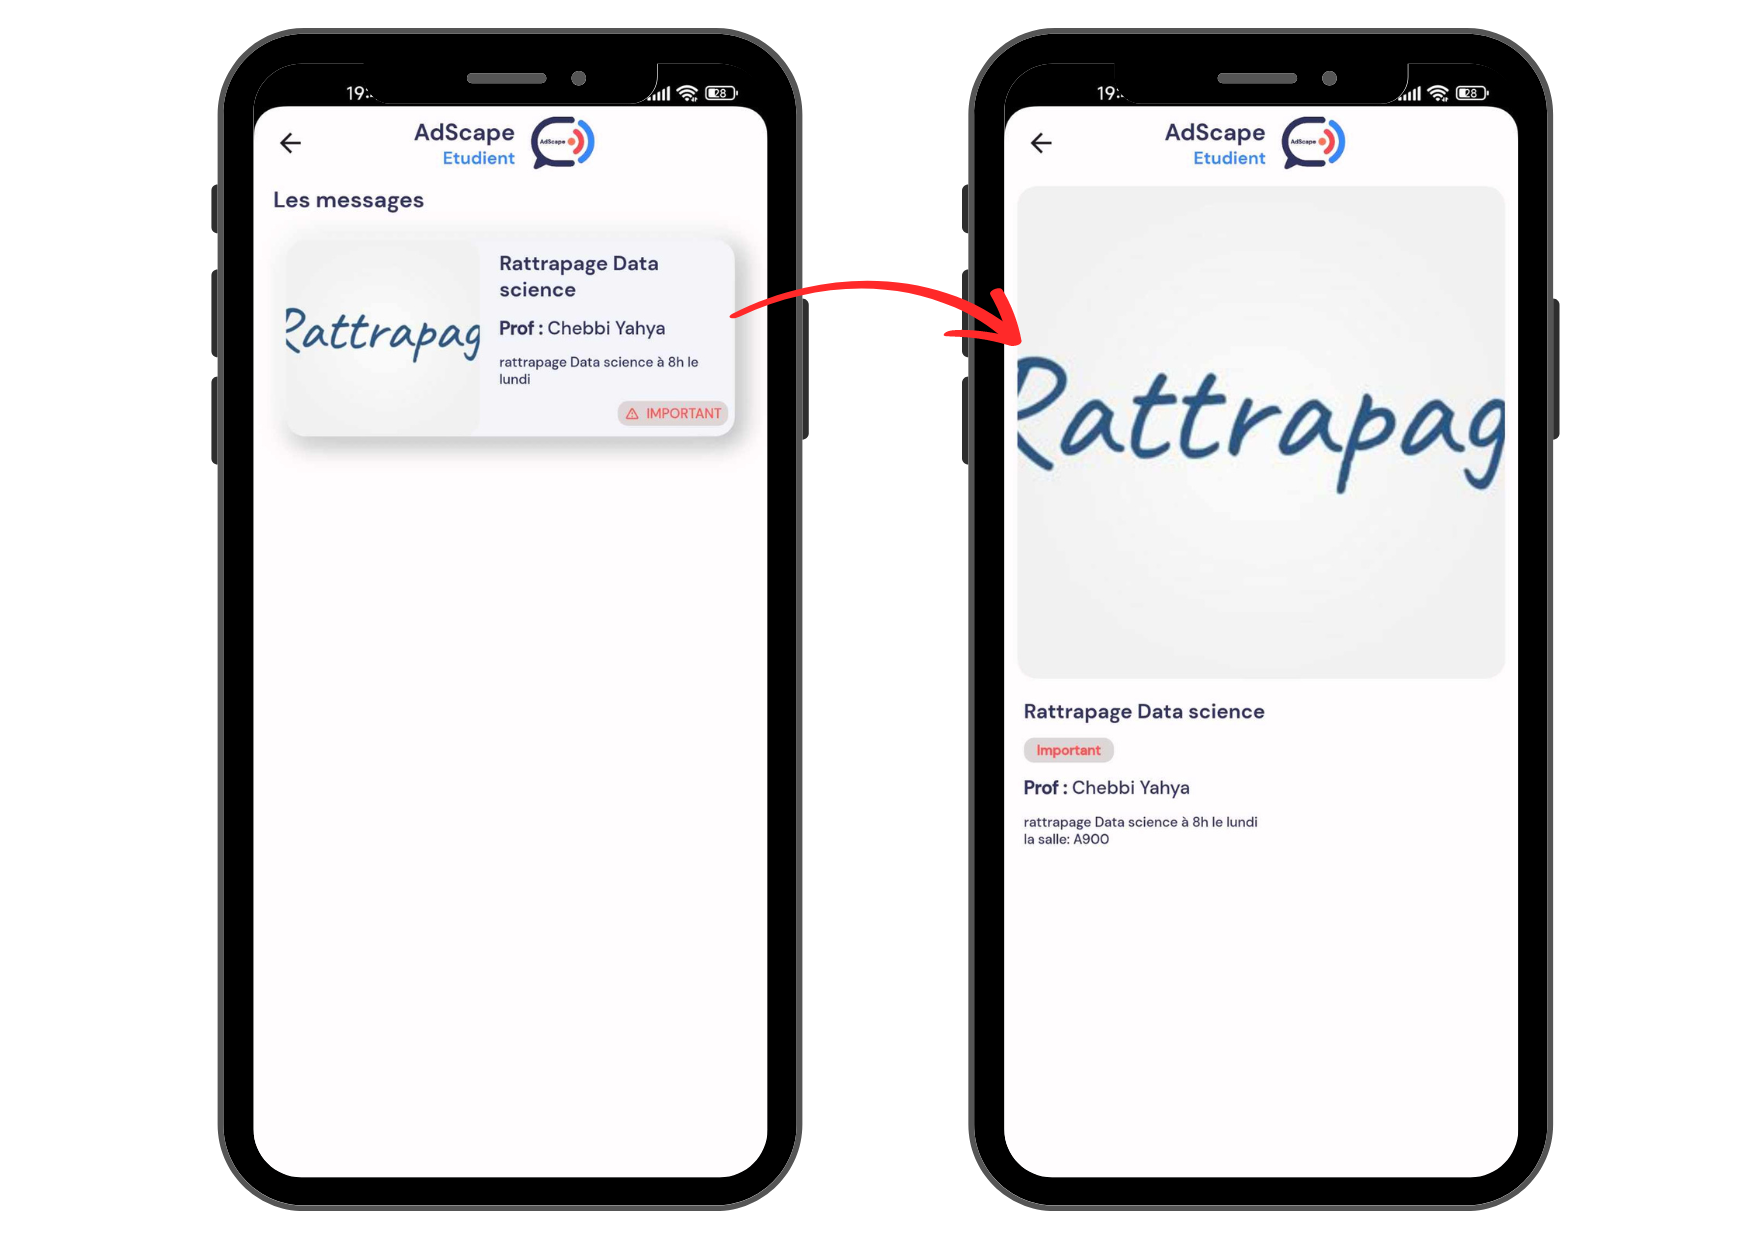 28
AdScape
Etudient
AdScape
Les messages
Rattrapag
Rattrapage Data
science
Prof : Chebbi Yahya
rattrapage Data science à 8h le
lundi
IMPORTANT
28
AdScape
Etudient
AdScape
Rattrapag
Rattrapage Data science
Important
Prof : Chebbi Yahya
rattrapage Data science à 8h le lundi
la salle: A900